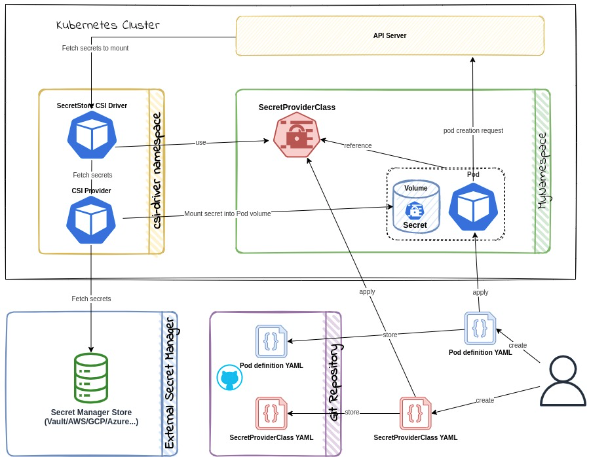 Kubernetes Cluster
API Server
Fetch secrets to mount
SecretStore CSI Driver
SecretProviderClass
use
reference
pod creation request
csi-driver namespace
MyNamespace
Fetch secrets
CSI Provider
Mount secret into Pod volume
Volume
Secret
Pod
Fetch secrets
apply
apply
External Secret Manager
Secret Manager Store
(Vault/AWS/GCP/Azure...)
Git Repository
Pod definition YAML
store
Pod definition YAML
create
SecretProviderClass YAML
store
SecretProviderClass YAML
create